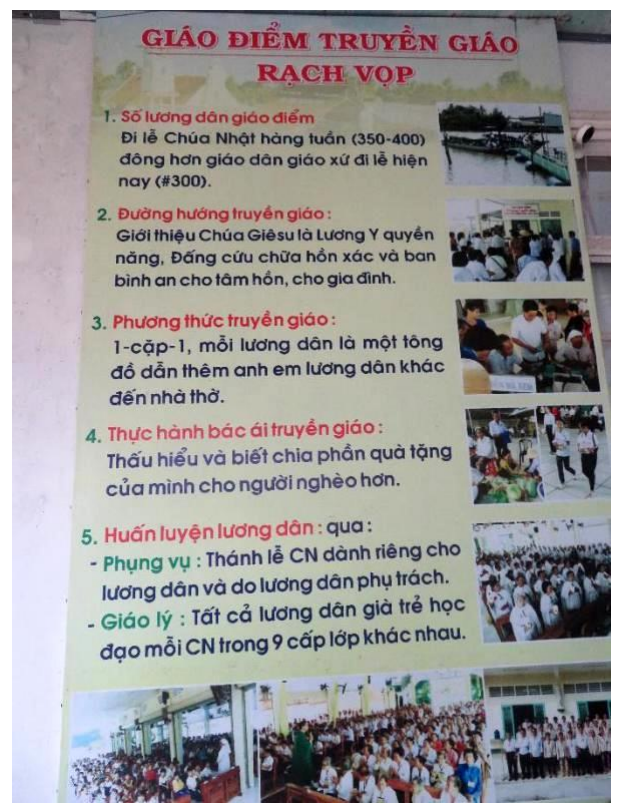 GIÁO ĐIỂM TRUYỀN GIÁO
RẠCH VỌP
1. Số lương dân giáo điểm
Đi lễ Chúa Nhật hàng tuần (350-400)
đông hơn giáo dân giáo xứ đi lễ hiện
nay (#300).
2. Đường hướng truyền giáo :
Giới thiệu Chúa Giêsu là Lương Y quyền
năng, Đấng cứu chữa hồn xác và ban
bình an cho tâm hồn, cho gia đình.
3. Phương thức truyền giáo :
1-cặp-1, mỗi lương dân là một tông
đồ dẫn thêm anh em lương dân khác
đến nhà thờ.
4. Thực hành bác ái truyền giáo :
Thấu hiểu và biết chia phần quà tặng
của mình cho người nghèo hơn.
5. Huấn luyện lương dân : qua :
- Phụng vụ : Thánh lễ CN dành riêng cho
lương dân và do lương dân phụ trách.
- Giáo lý : Tất cả lương dân già trẻ học
đạo mỗi CN trong 9 cấp lớp khác nhau.